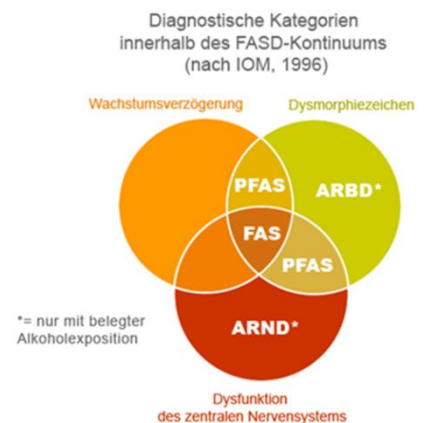 Diagnostische Kategorien
innerhalb des FASD-Kontinuums
(nach IOM, 1996)
Wachstumsverzögerung
Dysmorphiezeichen
PFAS
ARBD*
FAS
PFAS
*= nur mit belegter
Alkoholexposition
ARND*
Dysfunktion
des zentralen Nervensystems